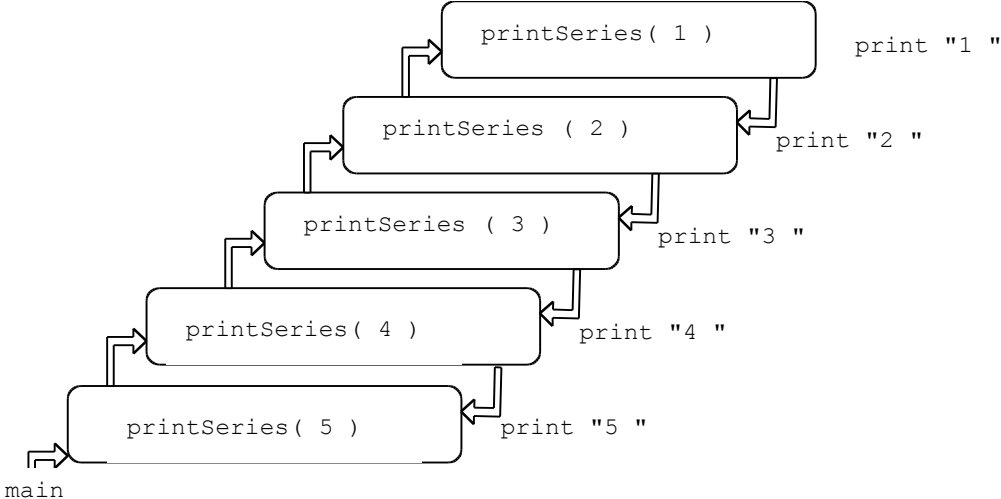 printSeries( 1 )
print "1 "
printSeries ( 2 )
print "2 "
printSeries ( 3 )
print "3 "
printSeries( 4 )
print "4 "
printSeries( 5 )
print "5 "
main